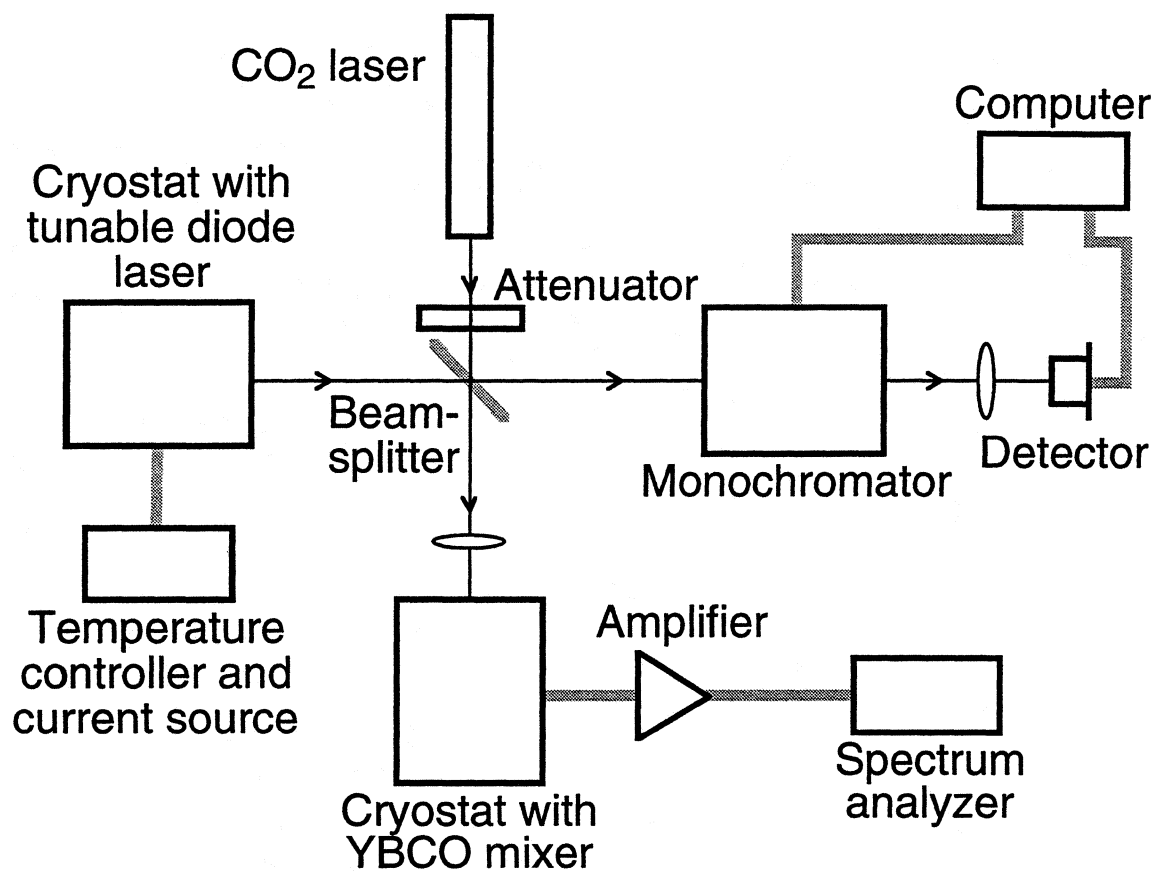 CO₂ laser
Computer
Cryostat with
tunable diode
laser
Attenuator
Beam-
splitter
Monochromator
Detector
Temperature
controller and
current source
Amplifier
Spectrum
analyzer
Cryostat with
YBCO mixer